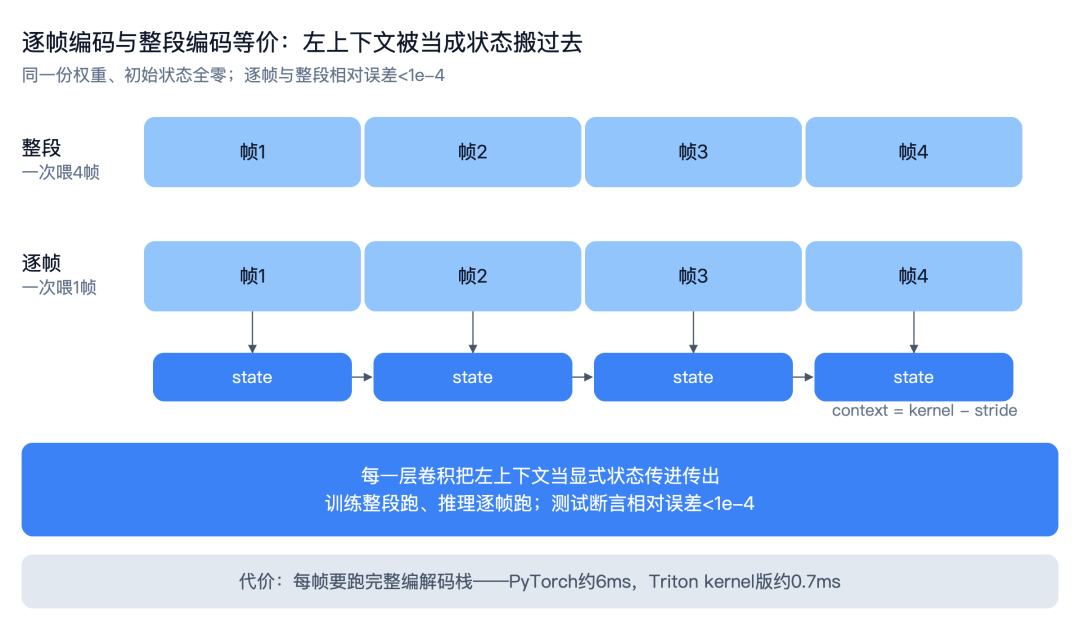 逐帧编码与整段编码等价：左上下文被当成状态搬过去
同一份权重、初始状态全零；逐帧与整段相对误差<1e-4
整段
一次喂4帧
帧1
帧2
帧3
帧4
逐帧
一次喂1帧
帧1
帧2
帧3
帧4
state
state
state
state
context = kernel − stride
每一层卷积把左上下文当显式状态传进传出
训练整段跑、推理逐帧跑；测试断言相对误差<1e-4
代价：每帧要跑完整编解码栈——PyTorch约6ms，Triton kernel版约0.7ms